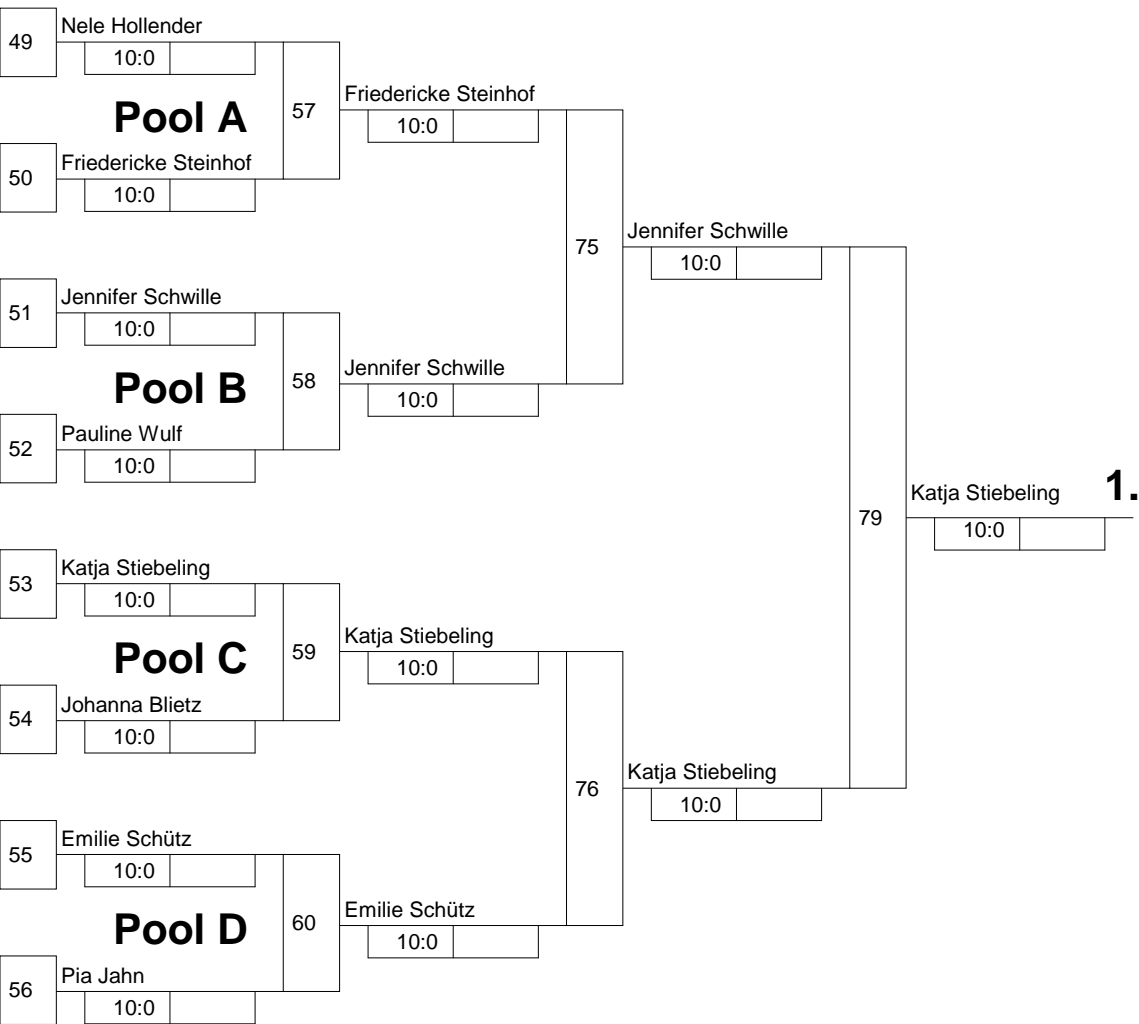 49
Nele Hollender
10:0
Pool A
57
Friedericke Steinhof
10:0
50
Friedericke Steinhof
10:0
75
Jennifer Schwille
10:0
51
Jennifer Schwille
10:0
Pool B
58
Jennifer Schwille
10:0
52
Pauline Wulf
10:0
79
Katja Stiebeling
1.
10:0
53
Katja Stiebeling
10:0
Pool C
59
Katja Stiebeling
10:0
54
Johanna Blietz
10:0
76
Katja Stiebeling
10:0
55
Emilie Schütz
10:0
Pool D
60
Emilie Schütz
10:0
56
Pia Jahn
10:0